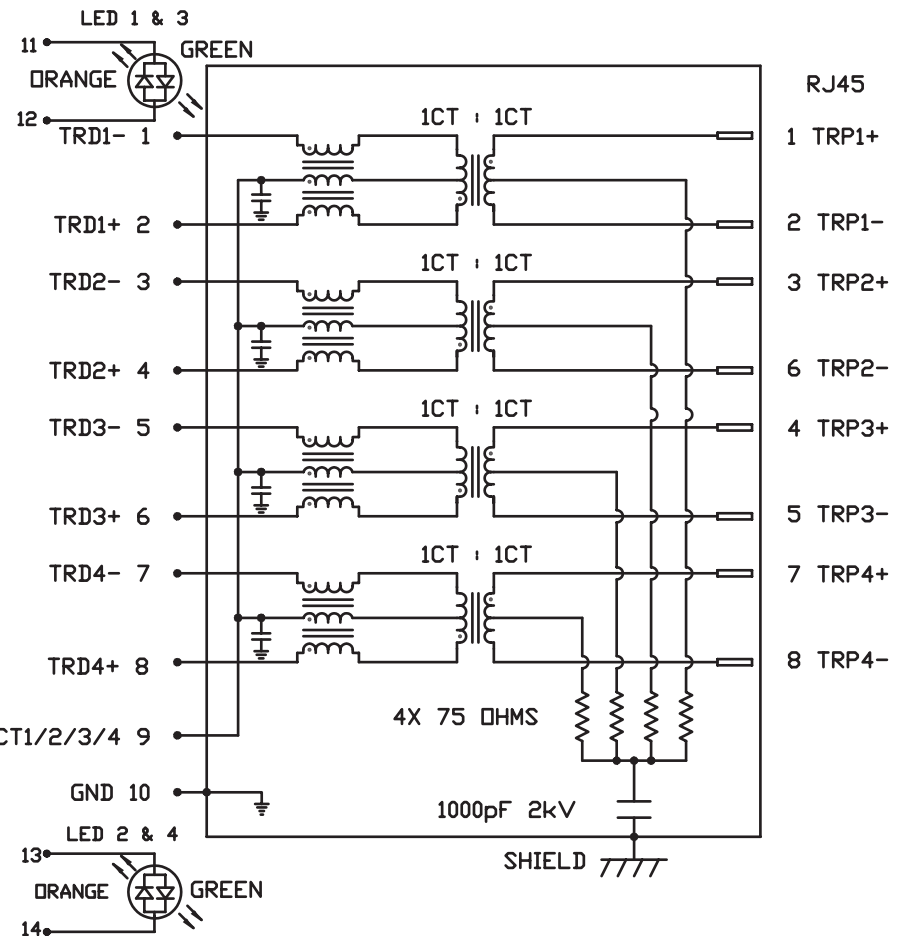 LED 1 & 3
11 GREEN
ORANGE RJ45
12
1CT : 1CT
TRD1- 1 1 TRP1+
TRD1+ 2 2 TRP1-
1CT : 1CT
TRD2- 3 3 TRP2+
TRD2+ 4 6 TRP2-
1CT : 1CT
TRD3- 5 4 TRP3+
TRD3+ 6 5 TRP3-
1CT : 1CT
TRD4- 7 7 TRP4+
TRD4+ 8 8 TRP4-
4X 75 OHMS
CT1/2/3/4 9
GND 10
1000pF 2kV
LED 2 & 4
13
SHIELD
ORANGE GREEN
14